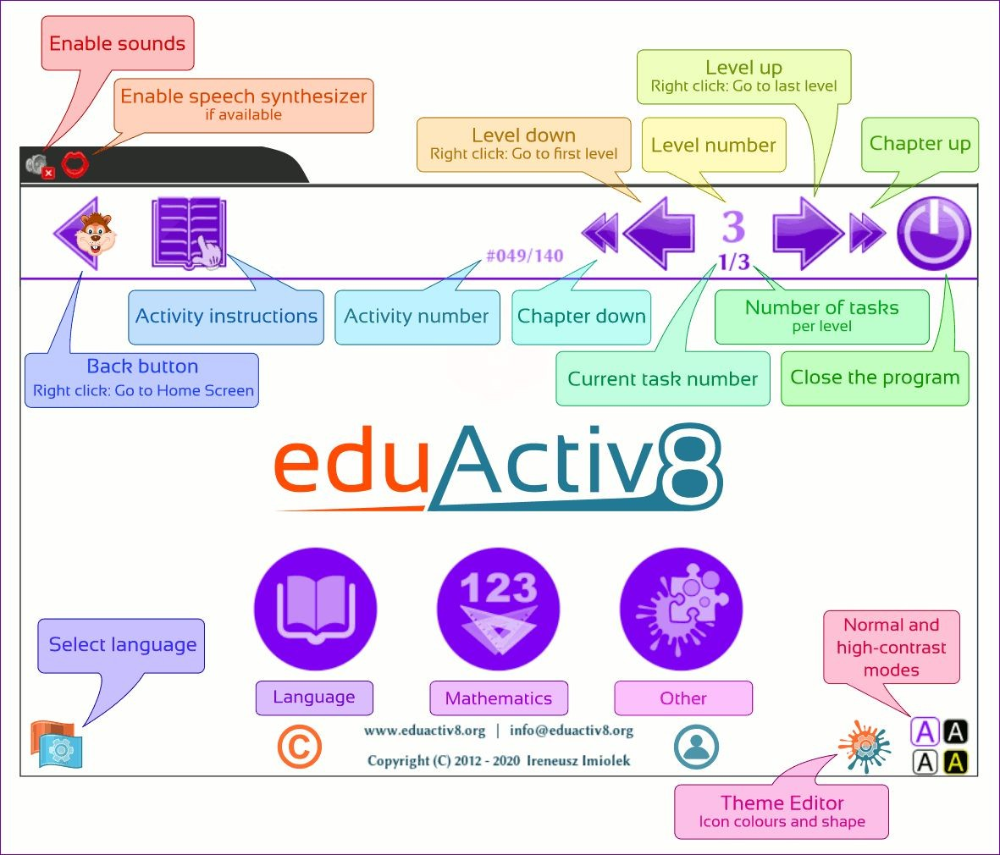 Enable sounds
Enable speech synthesizer
if available
Level up
Right click: Go to last level
Level down
Right click: Go to first level
Level number
Chapter up
3
#049/140
1/3
Activity instructions
Activity number
Chapter down
Number of tasks
per level
Back button
Right click: Go to Home Screen
Current task number
Close the program
eduActiv8
123
Select language
Normal and
high-contrast
modes
Language
Mathematics
Other
www.eduactiv8.org | info@eduactiv8.org
C
Copyright (C) 2012 - 2020 Ireneusz Imiolek
A A
A A
Theme Editor
Icon colours and shape